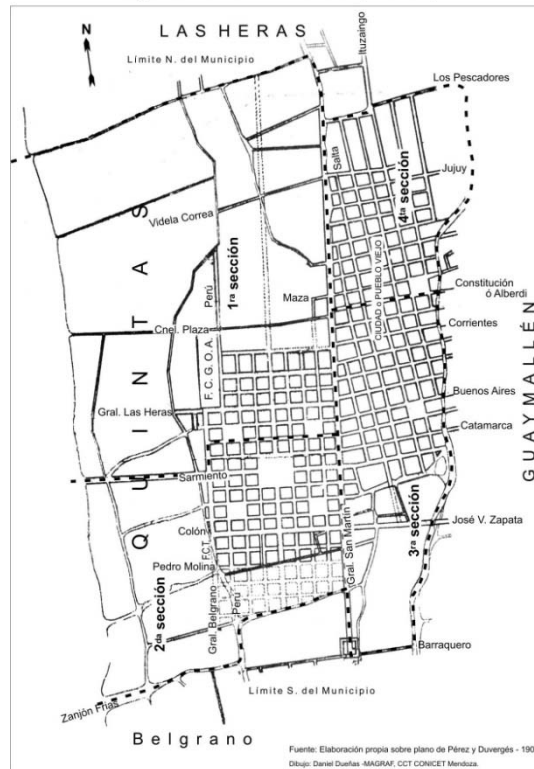 LAS HERAS
N
Límite N. del Municipio
Ituzaingo
Los Pescadores
Salta
Jujuy
4ta sección
Videla Correa
1ra sección
Perú
CIUDAD o PUEBLO VIEJO
Constitución
ó Alberdi
Maza
Corrientes
Cnel. Plaza
F. C. G. O. A.
QUINTAS
Gral. Las Heras
Buenos Aires
Catamarca
GUAYMALLÉN
Sarmiento
José V. Zapata
3ra sección
Colón
F.C.T.
Gral. San Martín
Pedro Molina
Perú
Gral. Belgrano
2da sección
Barraquero
Límite S. del Municipio
Zanjón Frías
Belgrano
Fuente: Elaboración propia sobre plano de Pérez y Duvergés - 190
Dibujo: Daniel Dueñas -MAGRAF, CCT CONICET Mendoza.